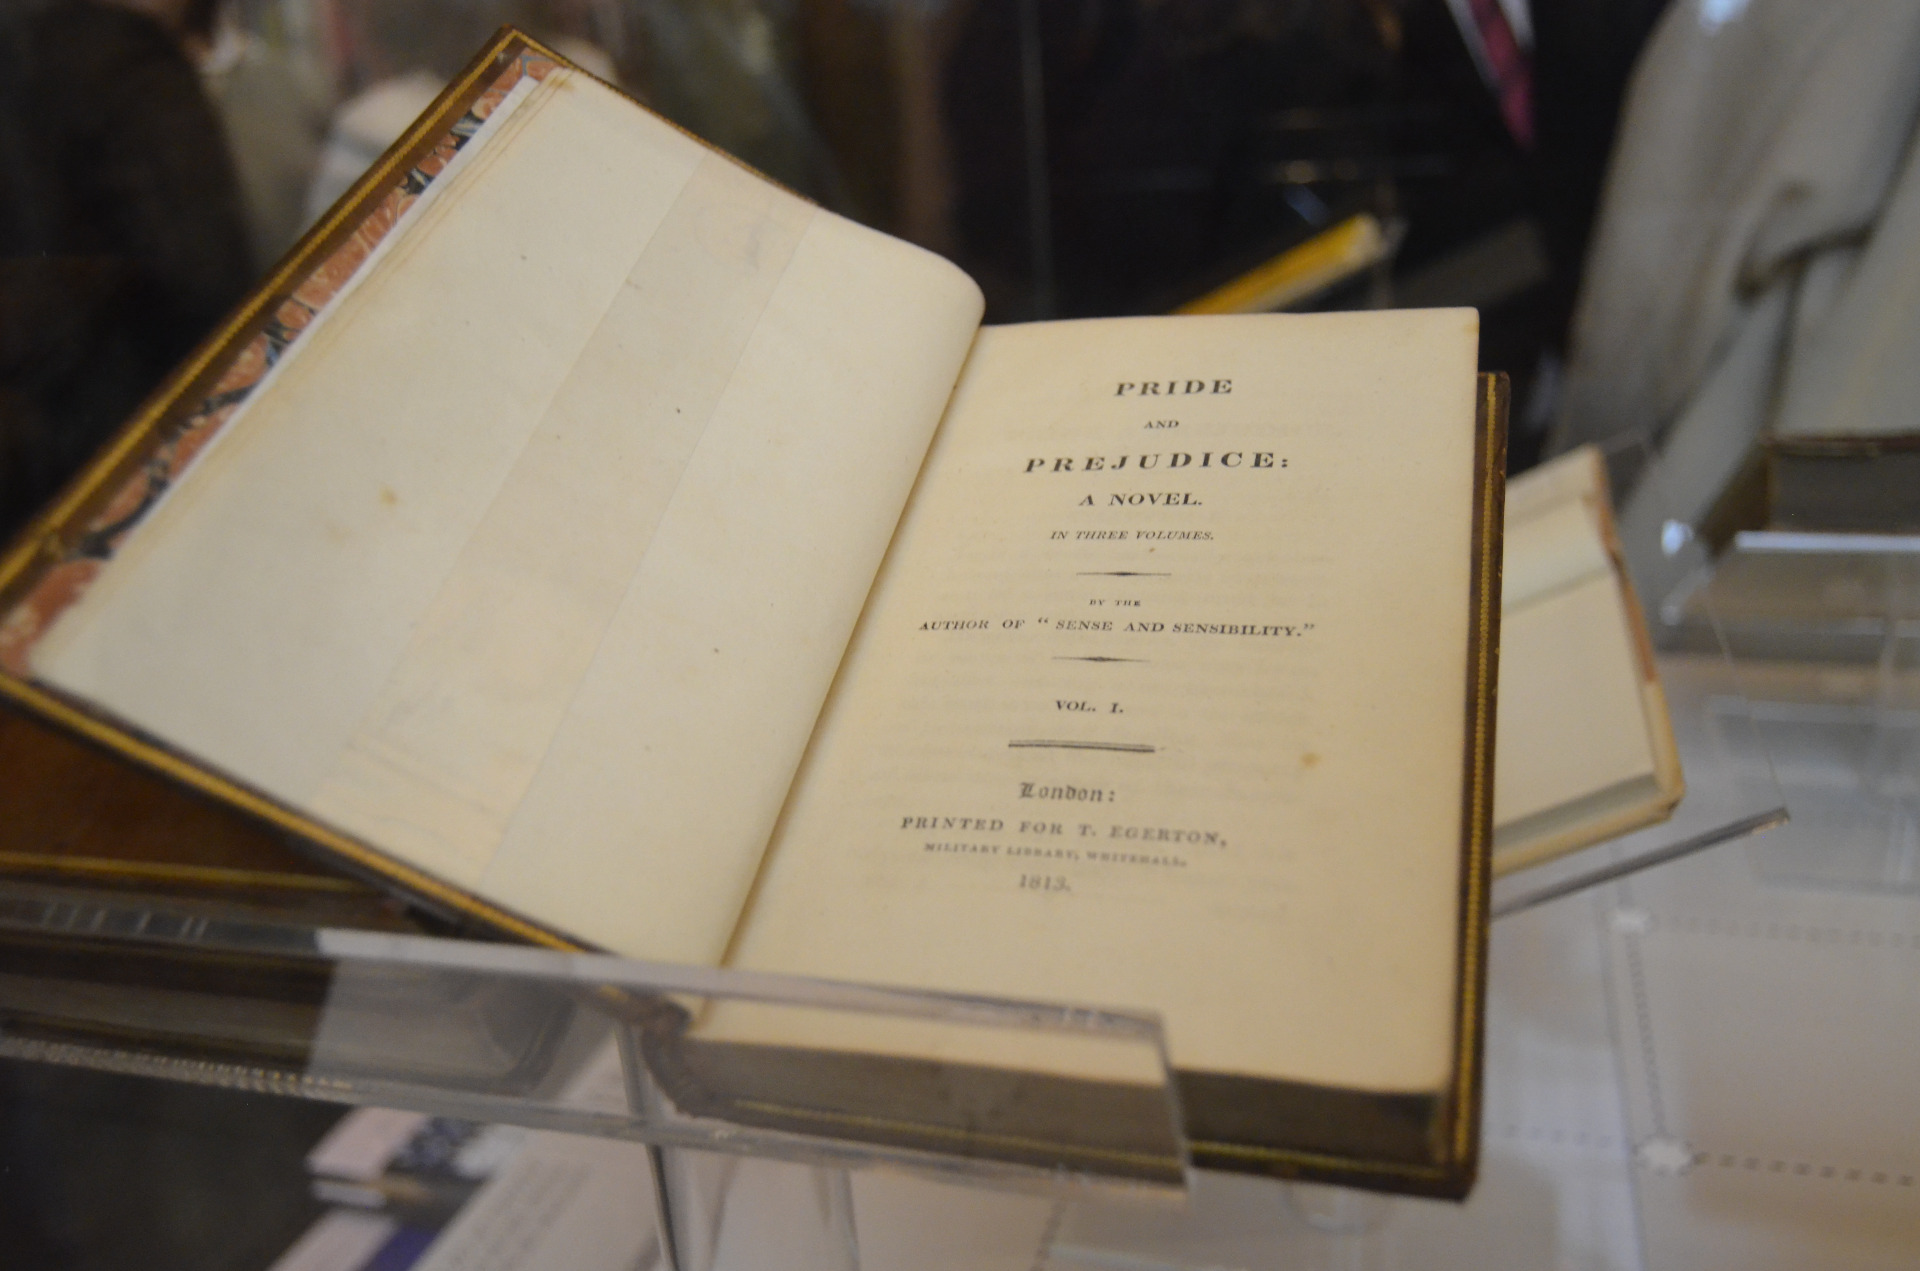 PRIDE
AND
PREJUDICE:
A NOVEL.
IN THREE VOLUMES.
BY THE
AUTHOR OF "SENSE AND SENSIBILITY."
VOL. I.
London:
PRINTED FOR T. EGERTON,
MILITARY LIBRARY, WHITEHALL.
1813.